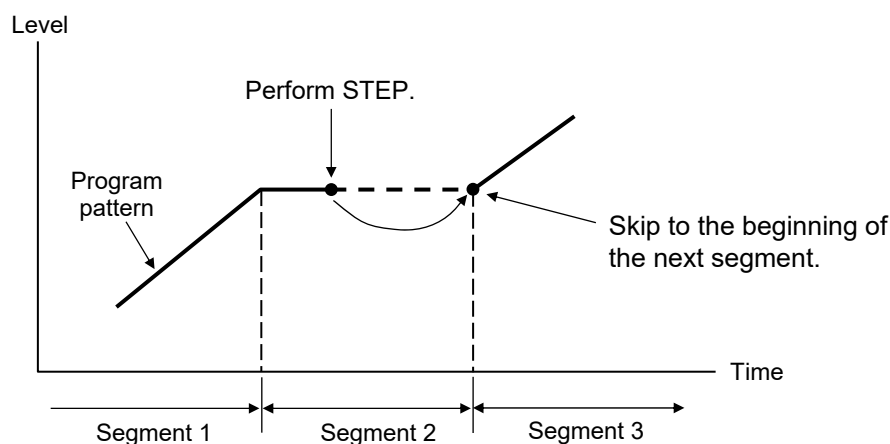 Level
Perform STEP.
Program
pattern
Skip to the beginning of
the next segment.
Time
Segment 1
Segment 2
Segment 3